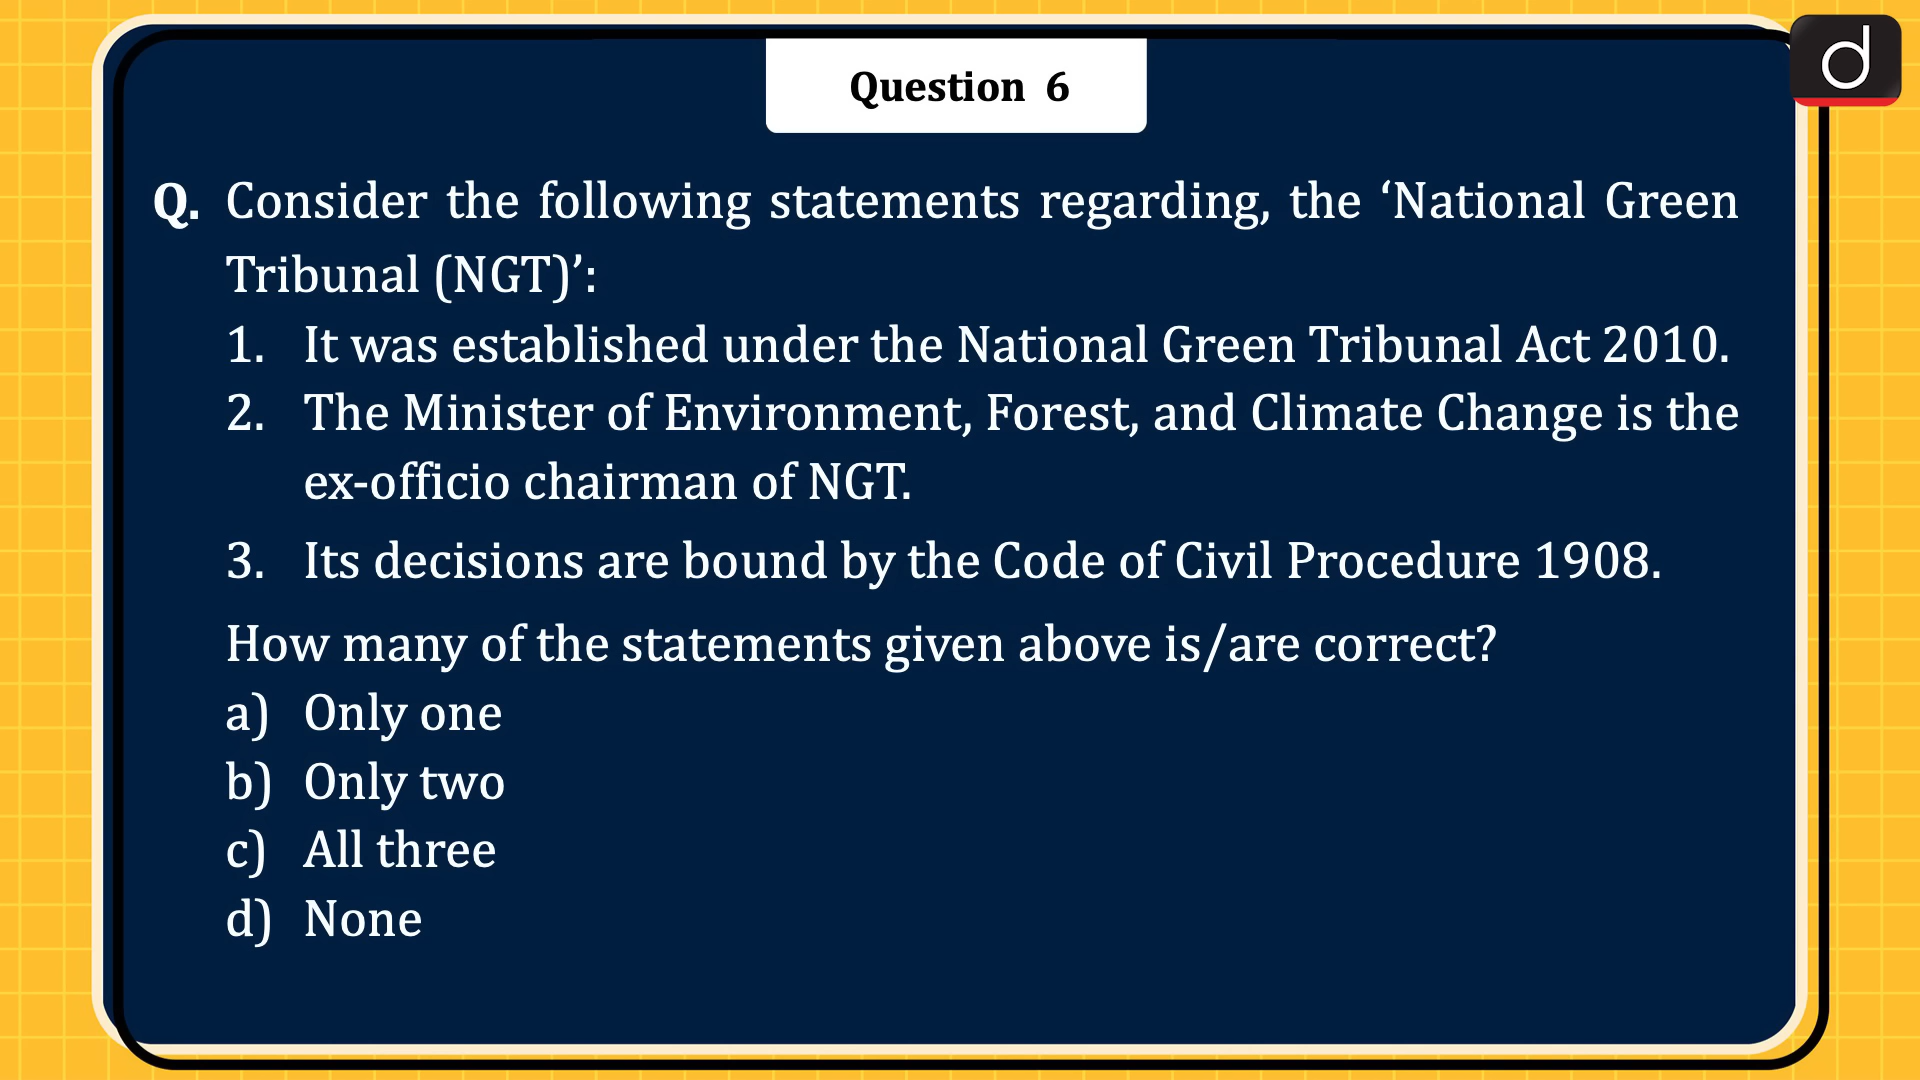 Question 6
Q. Consider the following statements regarding, the ‘National Green
Tribunal (NGT)’:
1. It was established under the National Green Tribunal Act 2010.
2. The Minister of Environment, Forest, and Climate Change is the
ex-officio chairman of NGT.
3. Its decisions are bound by the Code of Civil Procedure 1908.
How many of the statements given above is/are correct?
a) Only one
b) Only two
c) All three
d) None
d